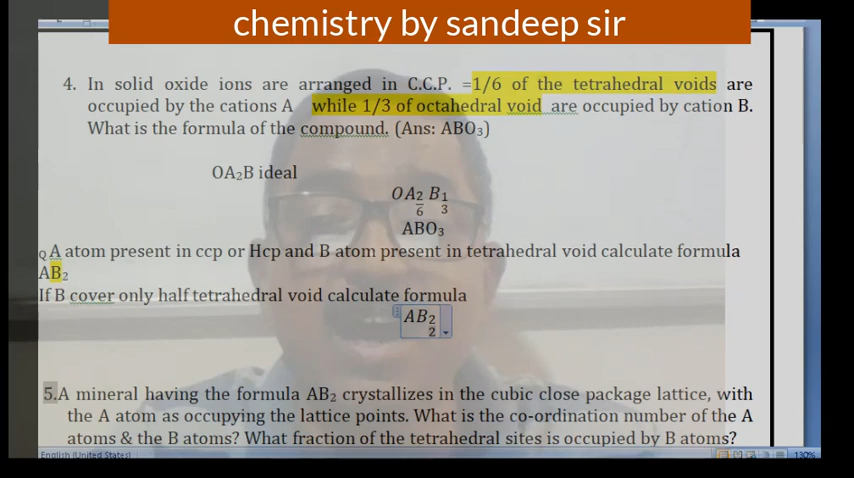 chemistry by sandeep sir
4. In solid oxide ions are arranged in C.C.P. =1/6 of the tetrahedral voids are
occupied by the cations A while 1/3 of octahedral void are occupied by cation B.
What is the formula of the compound. (Ans: ABO₃)
OA₂B ideal
OA2/6 B1/3
ABO₃
Q A atom present in ccp or Hcp and B atom present in tetrahedral void calculate formula
AB₂
If B cover only half tetrahedral void calculate formula
AB2/2
5.A mineral having the formula AB₂ crystallizes in the cubic close package lattice, with
the A atom as occupying the lattice points. What is the co-ordination number of the A
atoms & the B atoms? What fraction of the tetrahedral sites is occupied by B atoms?
English (United States)
130%